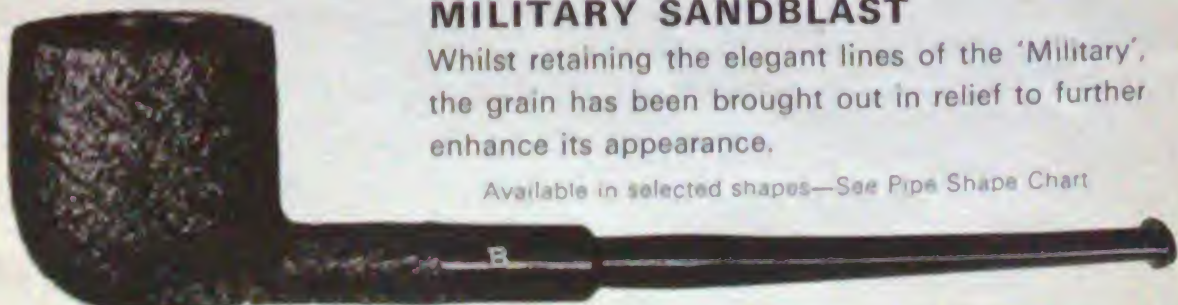 MILITARY SANDBLAST
Whilst retaining the elegant lines of the ‘Military’,
the grain has been brought out in relief to further
enhance its appearance.
Available in selected shapes—See Pipe Shape Chart
B